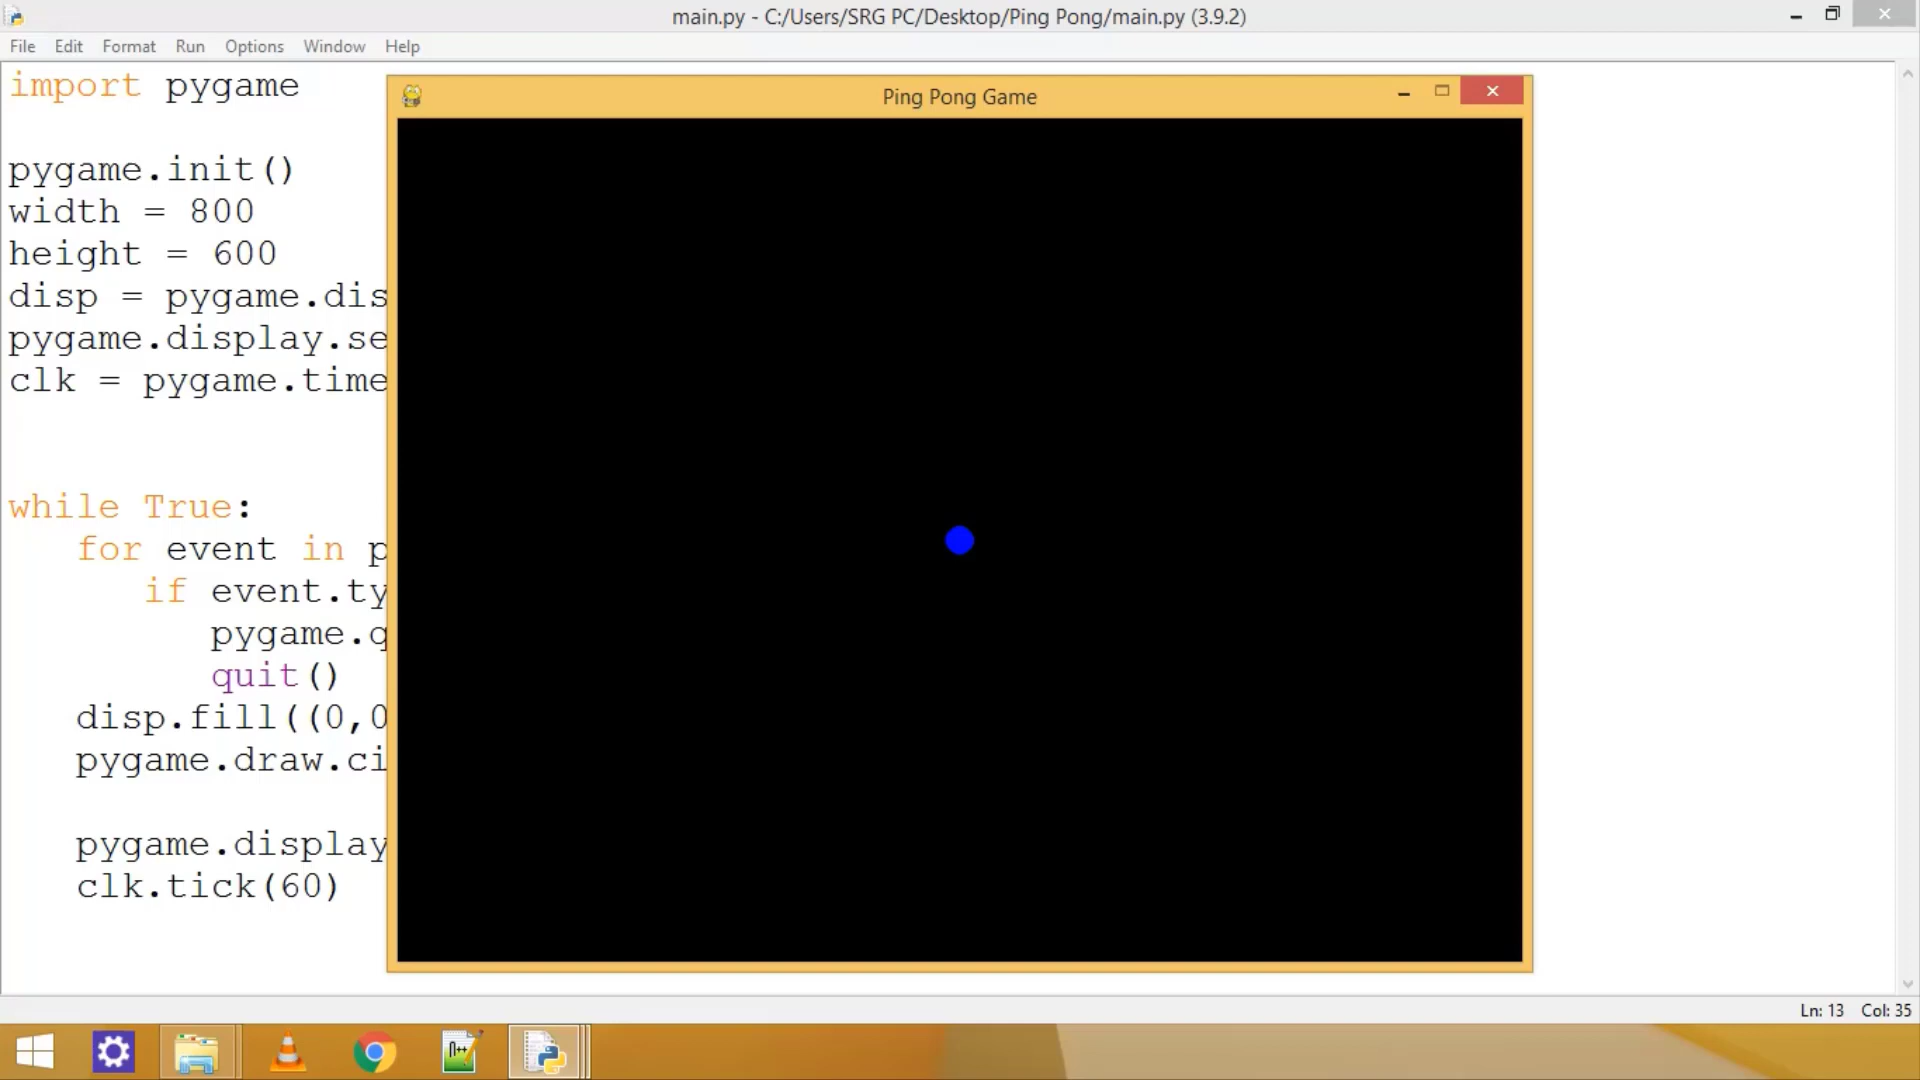 main.py - C:/Users/SRG PC/Desktop/Ping Pong/main.py (3.9.2)
File Edit Format Run Options Window Help
import pygame
Ping Pong Game
pygame.init()
width = 800
height = 600
disp = pygame.dis
pygame.display.se
clk = pygame.time
while True:
for event in p
if event.ty
pygame.q
quit()
disp.fill((0,0
pygame.draw.ci
pygame.display
clk.tick(60)
Ln: 13 Col: 35